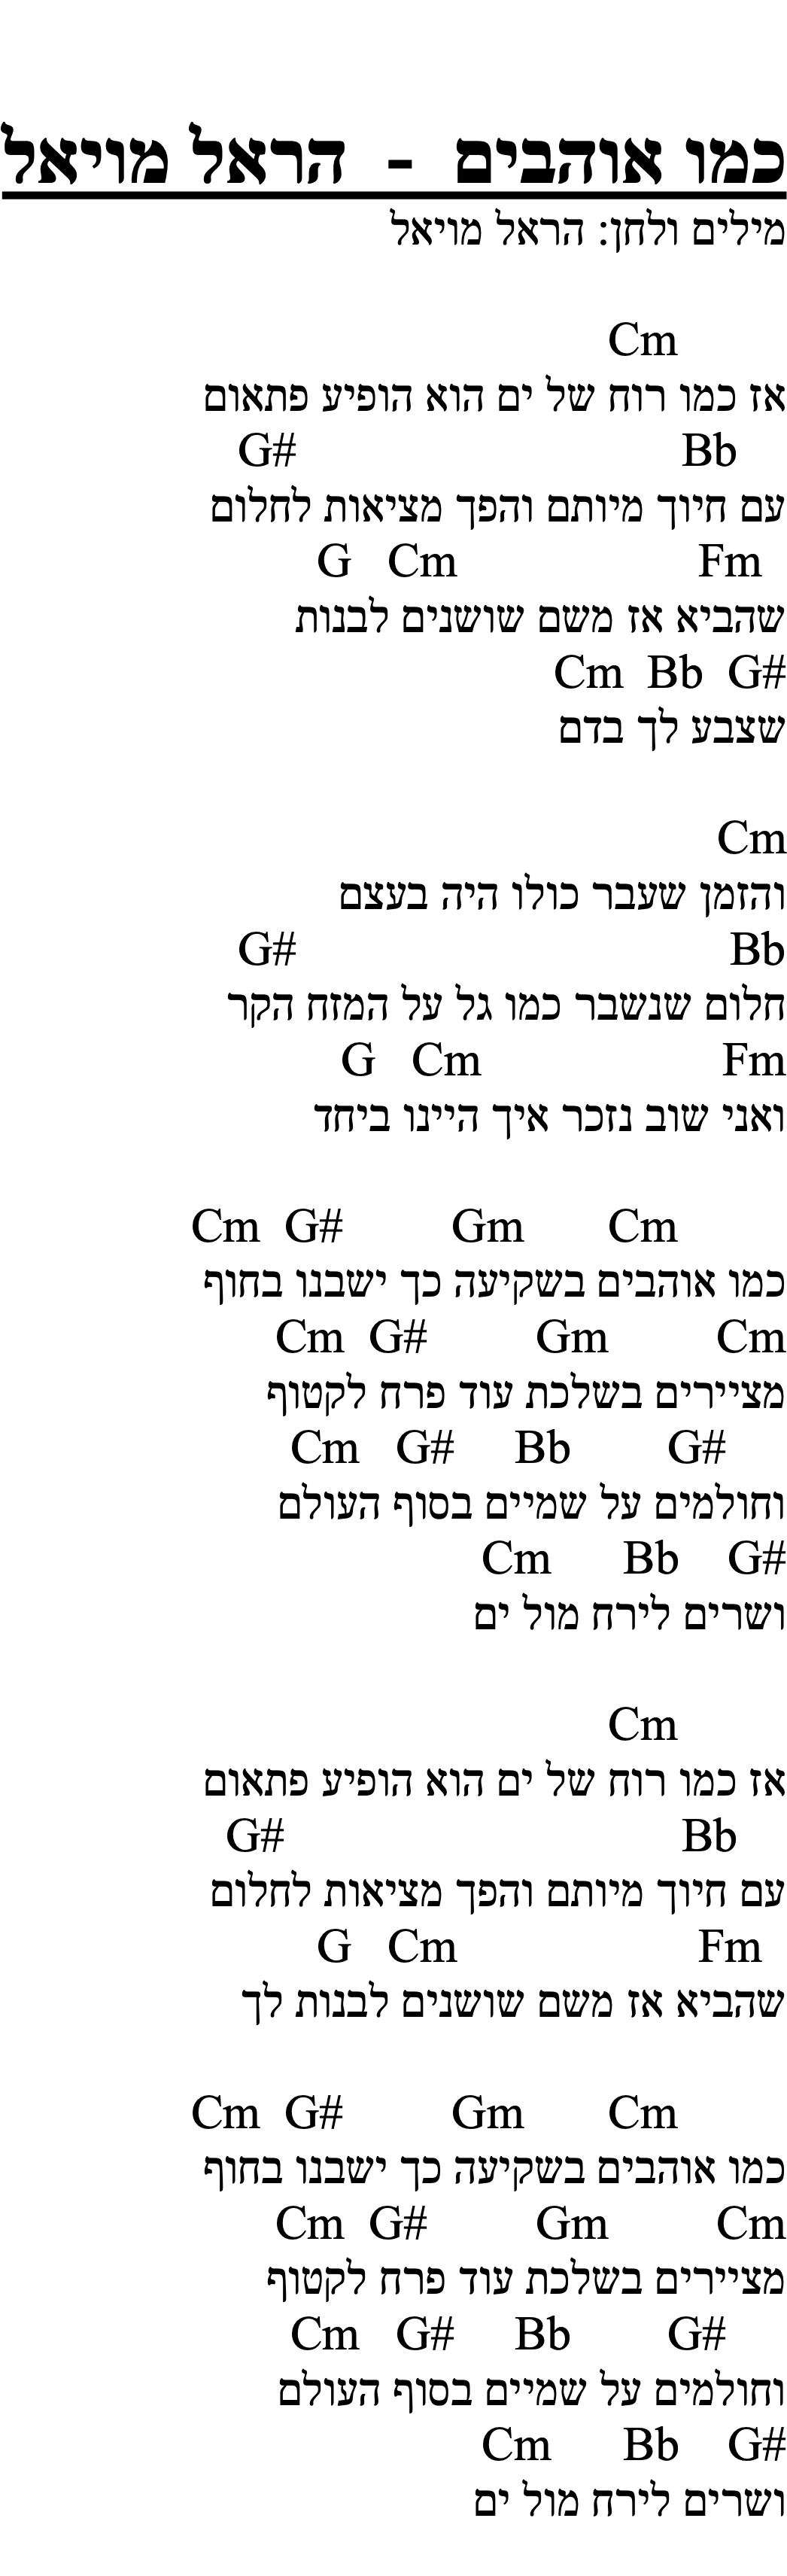 כמו אוהבים - הראל מויאל
מילים ולחן: הראל מויאל
Cm
אז כמו רוח של ים הוא הופיע פתאום
G# Bb
עם חיוך מיותם והפך מציאות לחלום
G Cm Fm
שהביא אז משם שושנים לבנות
Cm Bb G#
שצבע לך בדם
Cm
והזמן שעבר כולו היה בעצם
G# Bb
חלום שנשבר כמו גל על המזח הקר
G Cm Fm
ואני שוב נזכר איך היינו ביחד
Cm G# Gm Cm
כמו אוהבים בשקיעה כך ישבנו בחוף
Cm G# Gm Cm
מציירים בשלכת עוד פרח לקטוף
Cm G# Bb G#
וחולמים על שמיים בסוף העולם
Cm Bb G#
ושרים לירח מול ים
Cm
אז כמו רוח של ים הוא הופיע פתאום
G# Bb
עם חיוך מיותם והפך מציאות לחלום
G Cm Fm
שהביא אז משם שושנים לבנות לך
Cm G# Gm Cm
כמו אוהבים בשקיעה כך ישבנו בחוף
Cm G# Gm Cm
מציירים בשלכת עוד פרח לקטוף
Cm G# Bb G#
וחולמים על שמיים בסוף העולם
Cm Bb G#
ושרים לירח מול ים